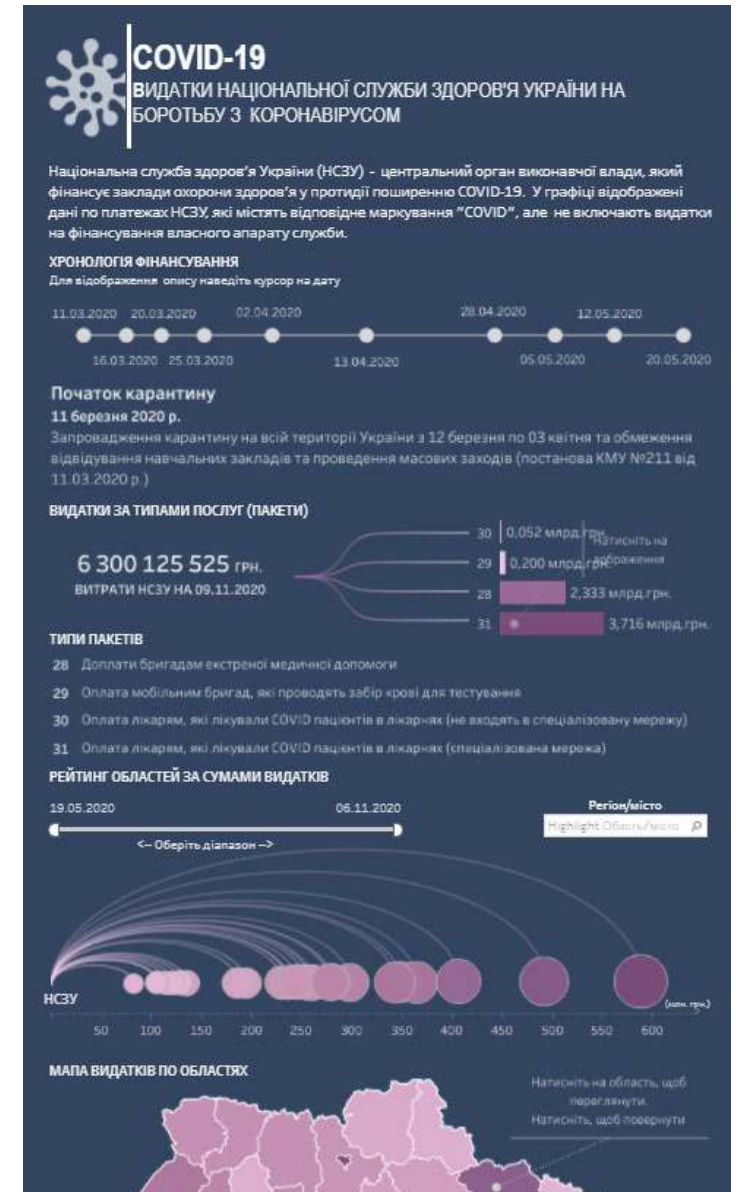 COVID-19
ВИДАТКИ НАЦІОНАЛЬНОЇ СЛУЖБИ ЗДОРОВ'Я УКРАЇНИ НА
БОРОТЬБУ З КОРОНАВІРУСОМ
Національна служба здоров’я України (НСЗУ) - центральний орган виконавчої влади, який
фінансує заклади охорони здоров’я у протидії поширенню COVID-19. У графіці відображені
дані по платежах НСЗУ, які містять відповідне маркування “COVID”, але не включають видатки
на фінансування власного апарату служби.
ХРОНОЛОГІЯ ФІНАНСУВАННЯ
Для відображення опису наведіть курсор на дату
11.03.2020 20.03.2020 02.04.2020 28.04.2020 12.05.2020
16.03.2020 25.03.2020 13.04.2020 05.05.2020 20.05.2020
Початок карантину
11 березня 2020 р.
Запровадження карантину на всій території України з 12 березня по 03 квітня та обмеження
відвідування навчальних закладів та проведення масових заходів (постанова КМУ №211 від
11.03.2020 р.)
ВИДАТКИ ЗА ТИПАМИ ПОСЛУГ (ПАКЕТИ)
30 0,052 млрд.грн.
Натисніть на
29 0,200 млрд.грн.
6 300 125 525 ГРН.
ВИТРАТИ НСЗУ НА 09.11.2020
28 2,333 млрд.грн.
31 3,716 млрд.грн.
ТИПИ ПАКЕТІВ
28 Доплати бригадам екстреної медичної допомоги
29 Оплата мобільним бригад, які проводять забір крові для тестування
30 Оплата лікарям, які лікували COVID пацієнтів в лікарнях (не входять в спеціалізовану мережу)
31 Оплата лікарям, які лікували COVID пацієнтів в лікарнях (спеціалізована мережа)
РЕЙТИНГ ОБЛАСТЕЙ ЗА СУМАМИ ВИДАТКІВ
19.05.2020 06.11.2020 Регіон/місто
Highlight Область/місто
<-- Оберіть діапазон -->
НСЗУ
(млн. грн.)
50 100 150 200 250 300 350 400 450 500 550 600
МАПА ВИДАТКІВ ПО ОБЛАСТЯХ
Натисніть на область, щоб
переглянути.
Натисніть, щоб повернути